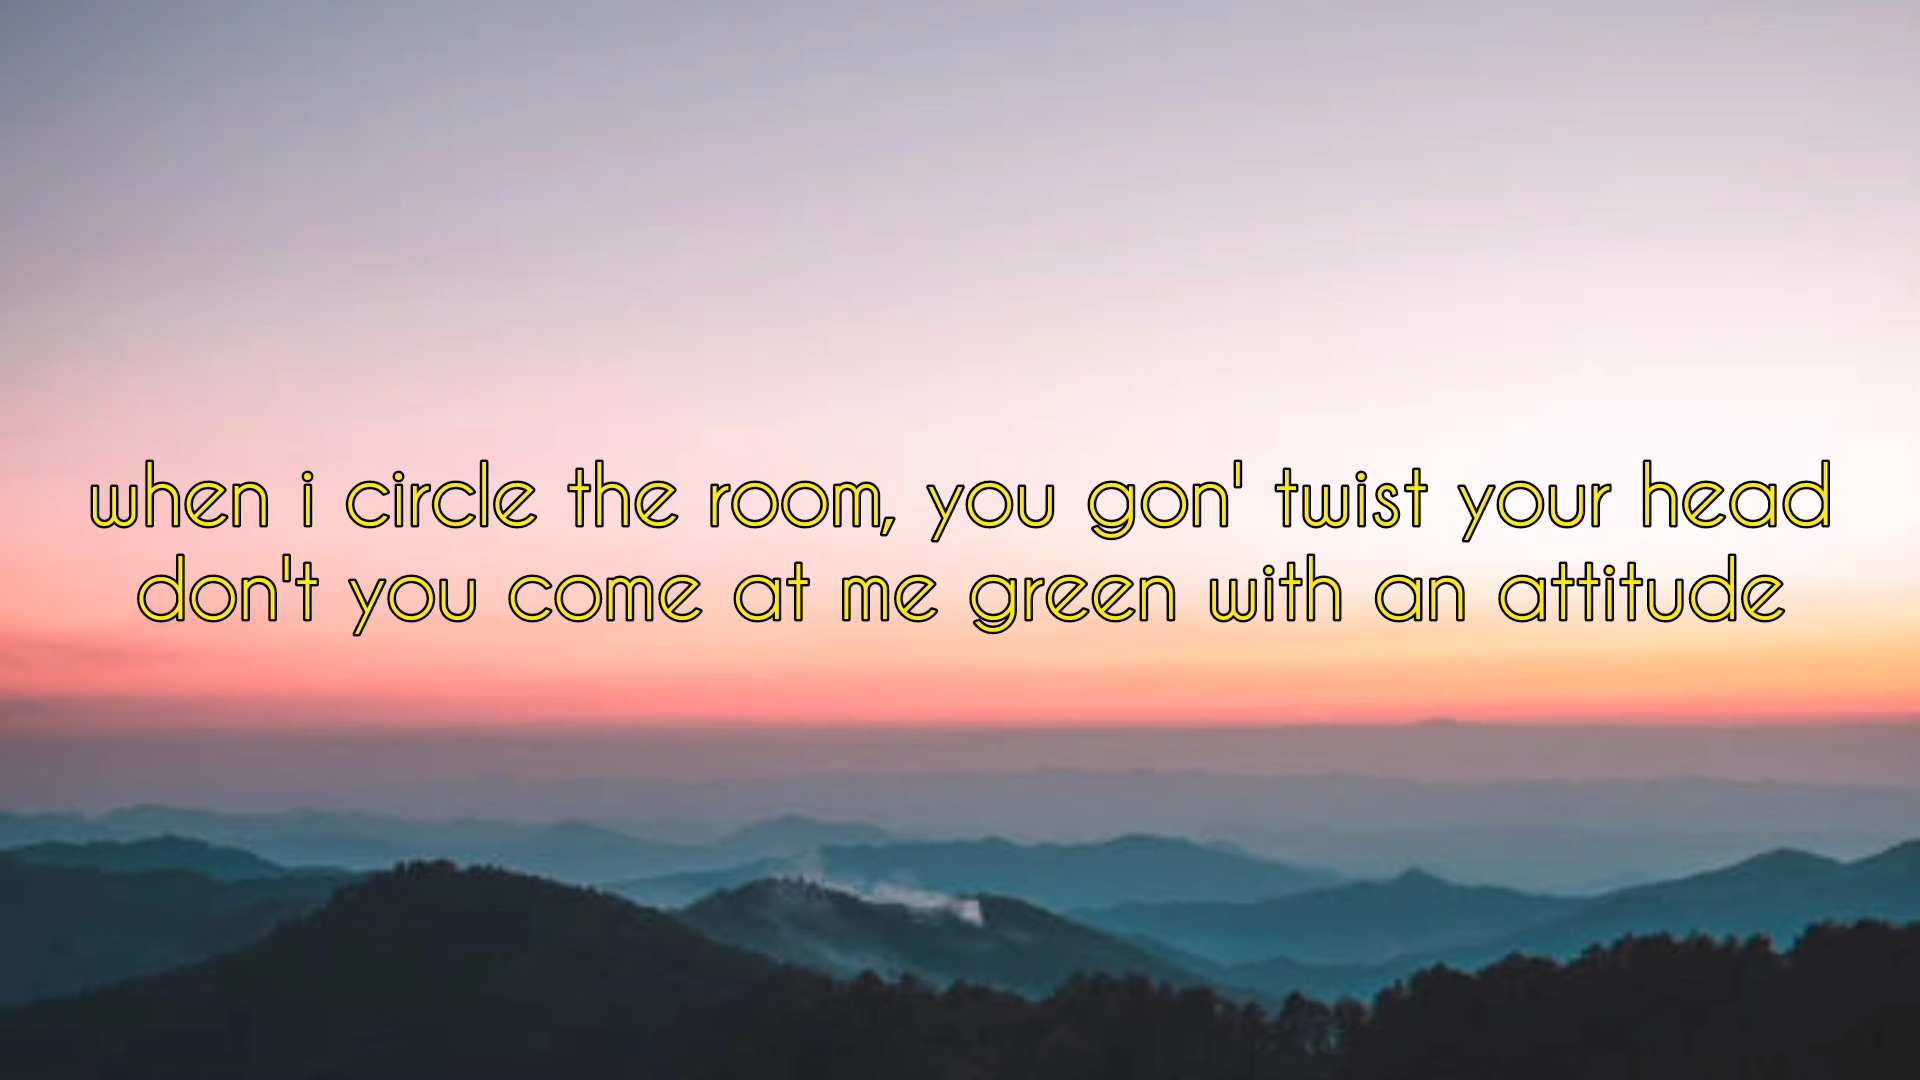 when i circle the room, you gon' twist your head
don't you come at me green with an attitude